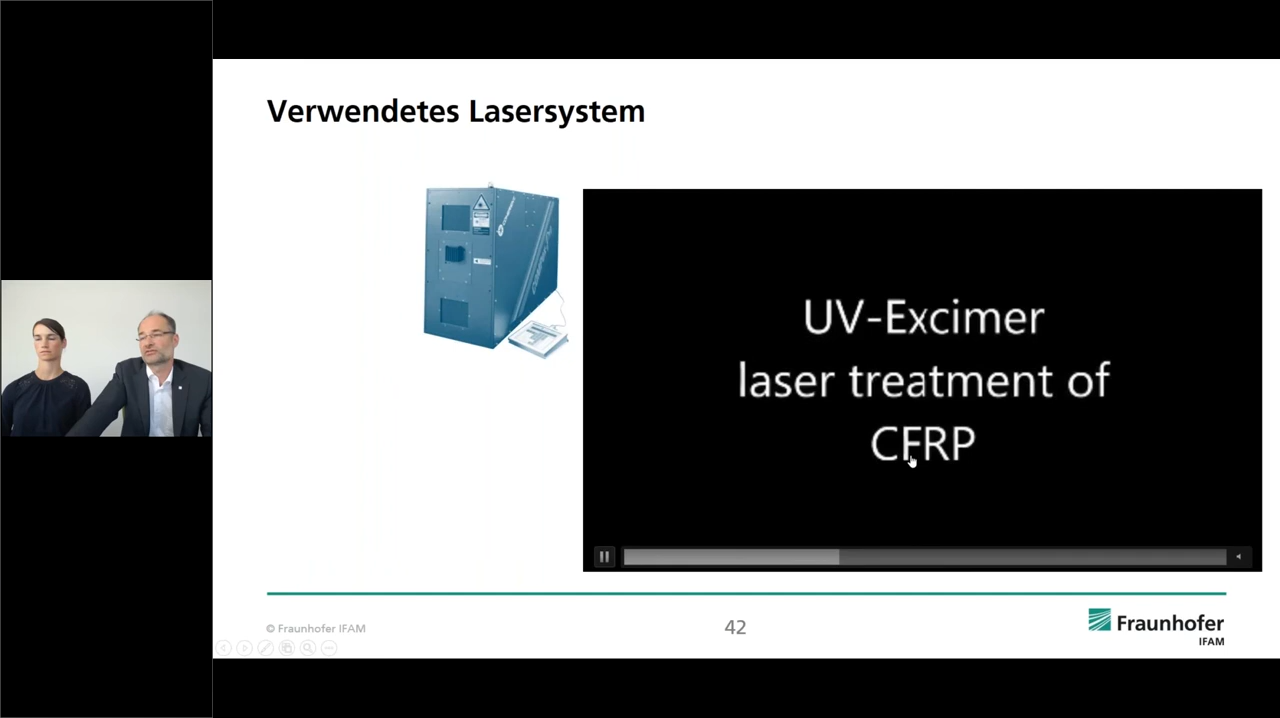 Verwendetes Lasersystem
UV-Excimer
laser treatment of
CFRP
© Fraunhofer IFAM
42
Fraunhofer
IFAM